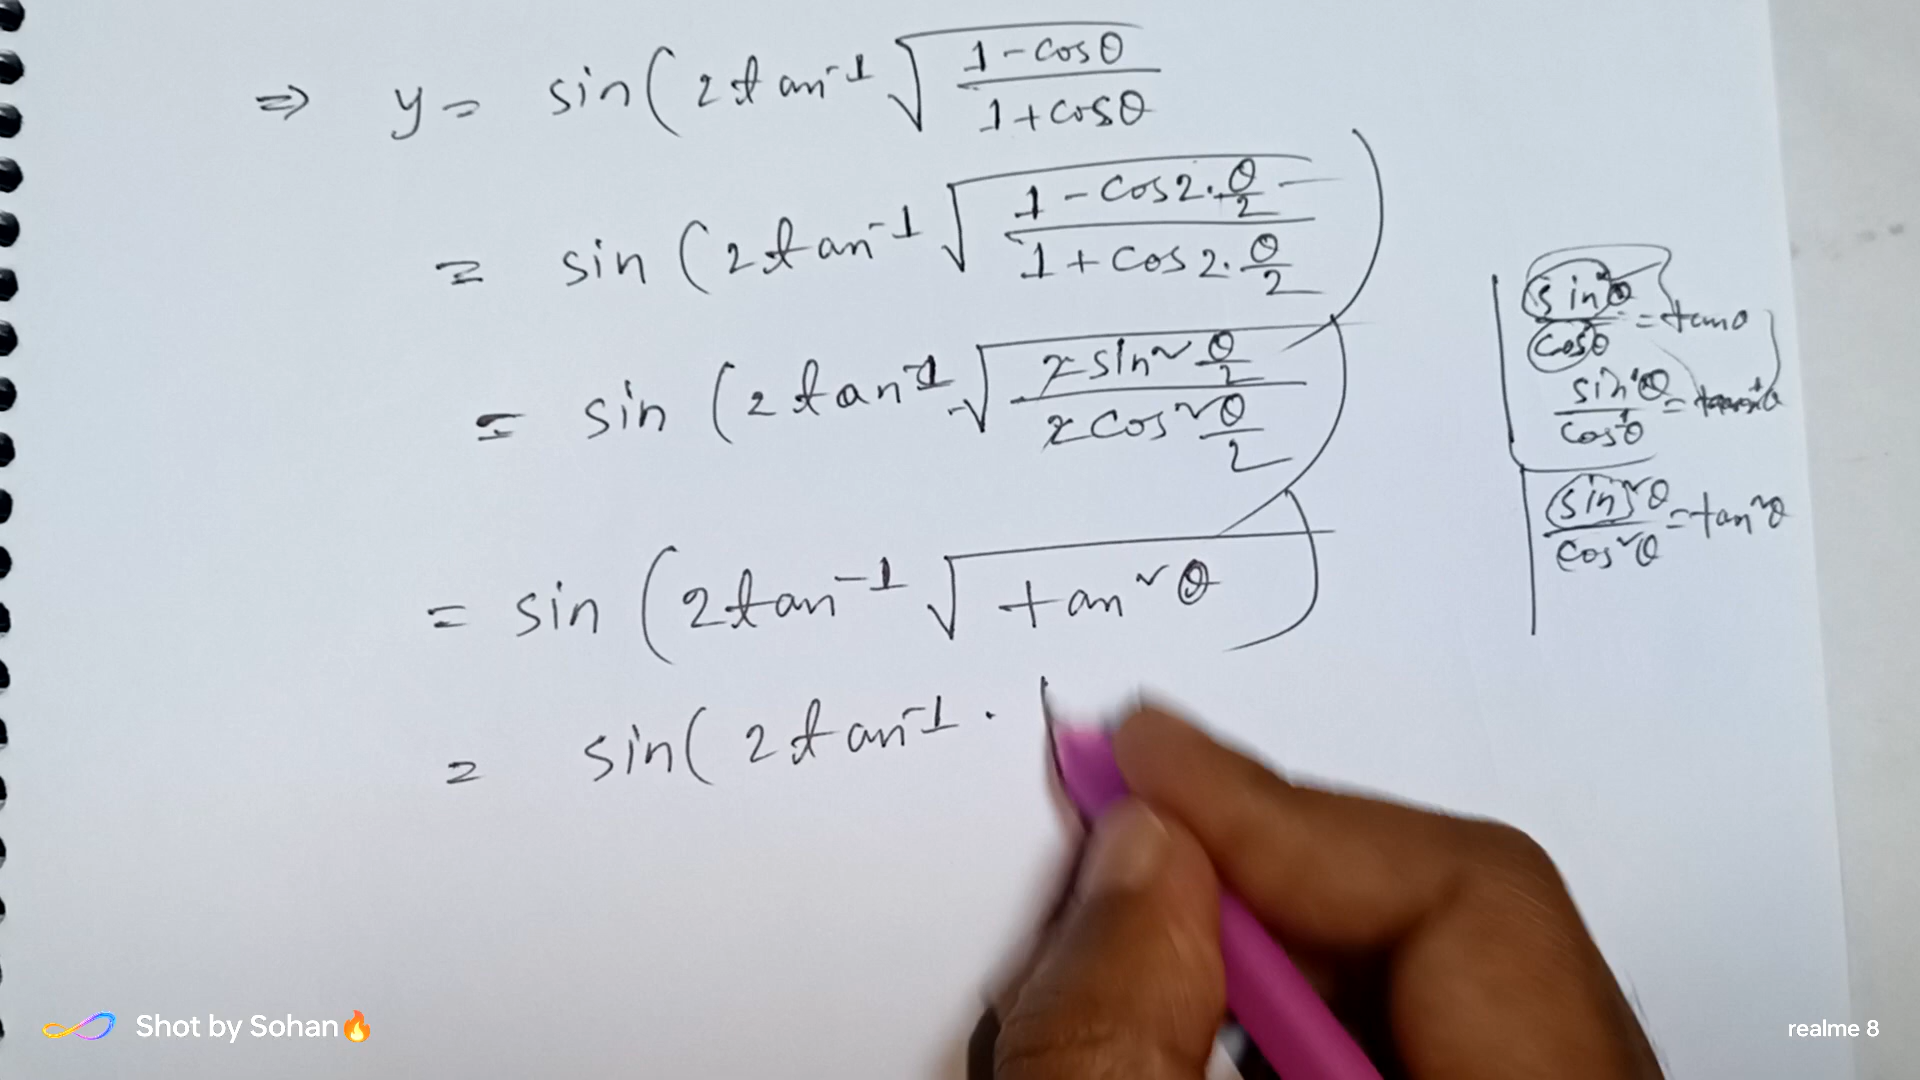 ⇒ y = sin(2tan⁻¹ √(1-cosθ / 1+cosθ)
= sin (2tan⁻¹ √(1-cos2.θ/2 / 1+cos2.θ/2)
= sin (2tan⁻¹ √(2sin²θ/2 / 2cos²θ/2)
= sin (2tan⁻¹ √tan²θ)
= sin(2tan⁻¹.
sinθ / cosθ = tanθ
sin²θ / cos²θ = tan²θ
Shot by Sohan🔥
realme 8